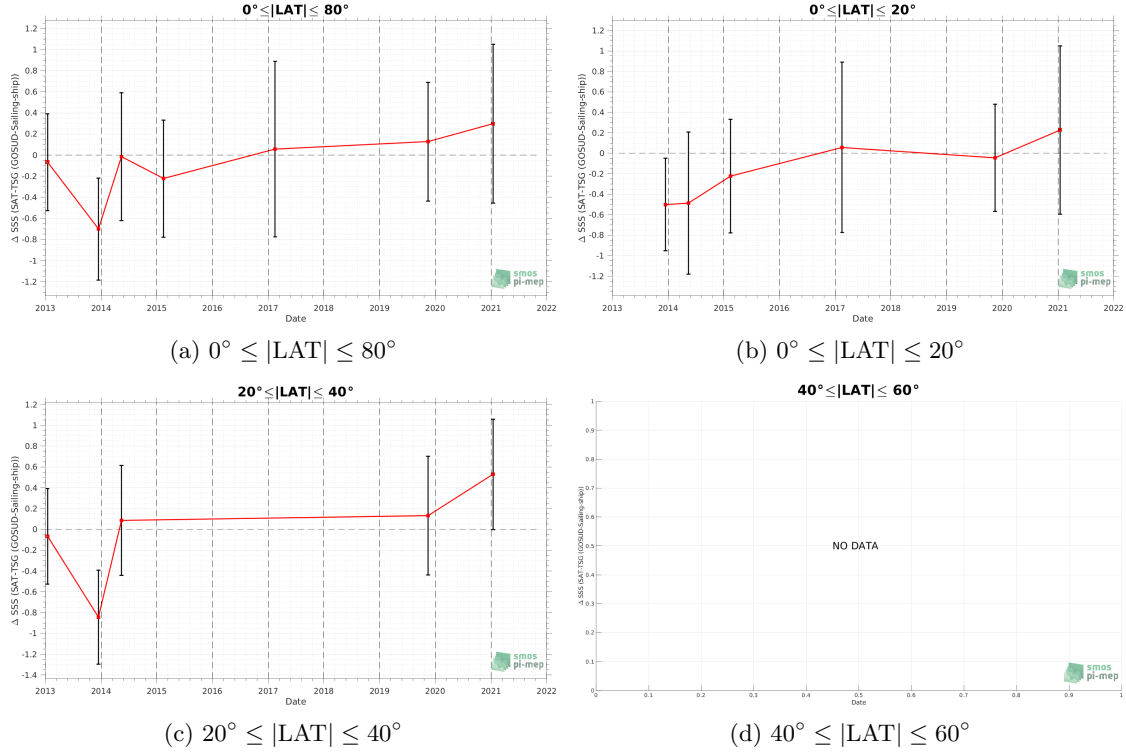 0°≤|LAT|≤ 80°
Δ SSS (SAT-TSG (GOSUD-Sailing-ship))
1.2
1
0.8
0.6
0.4
0.2
0
-0.2
-0.4
-0.6
-0.8
-1
-1.2
2013 2014 2015 2016 2017 2018 2019 2020 2021 2022
Date
smos
pi-mep
(a) 0° ≤ |LAT| ≤ 80°
0°≤|LAT|≤ 20°
Δ SSS (SAT-TSG (GOSUD-Sailing-ship))
1.2
1
0.8
0.6
0.4
0.2
0
-0.2
-0.4
-0.6
-0.8
-1
-1.2
2013 2014 2015 2016 2017 2018 2019 2020 2021 2022
Date
smos
pi-mep
(b) 0° ≤ |LAT| ≤ 20°
20°≤|LAT|≤ 40°
Δ SSS (SAT-TSG (GOSUD-Sailing-ship))
1.2
1
0.8
0.6
0.4
0.2
0
-0.2
-0.4
-0.6
-0.8
-1
-1.2
-1.4
2013 2014 2015 2016 2017 2018 2019 2020 2021 2022
Date
smos
pi-mep
(c) 20° ≤ |LAT| ≤ 40°
40°≤|LAT|≤ 60°
Δ SSS (SAT-TSG (GOSUD-Sailing-ship))
1
0.9
0.8
0.7
0.6
0.5
0.4
0.3
0.2
0.1
0
NO DATA
0 0.1 0.2 0.3 0.4 0.5 0.6 0.7 0.8 0.9 1
Date
smos
pi-mep
(d) 40° ≤ |LAT| ≤ 60°